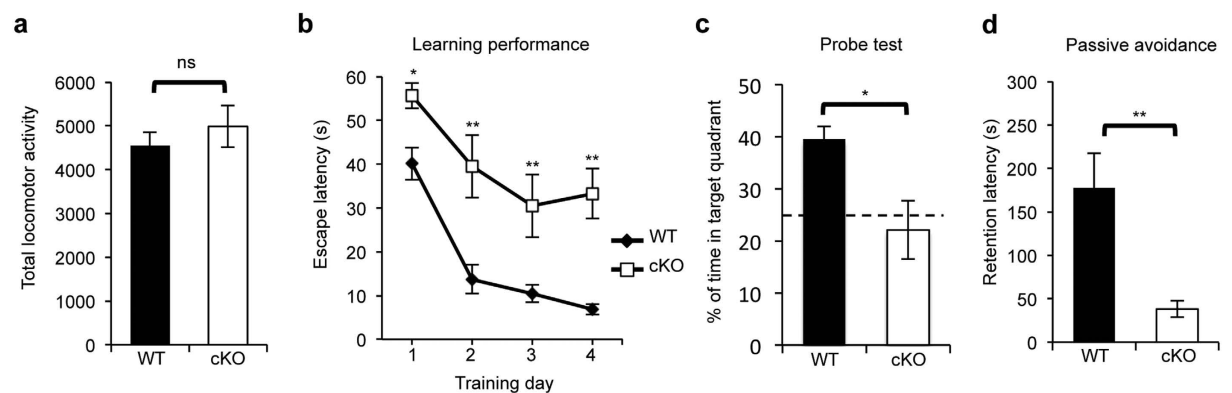 a
ns
Total locomotor activity
6000
5000
4000
3000
2000
1000
0
WT
cKO
b
Learning performance
Escape latency (s)
60
50
40
30
20
10
0
*
**
**
**
WT
cKO
1
2
3
4
Training day
c
Probe test
% of time in target quadrant
50
40
30
20
10
0
*
WT
cKO
d
Passive avoidance
Retention latency (s)
300
250
200
150
100
50
0
**
WT
cKO